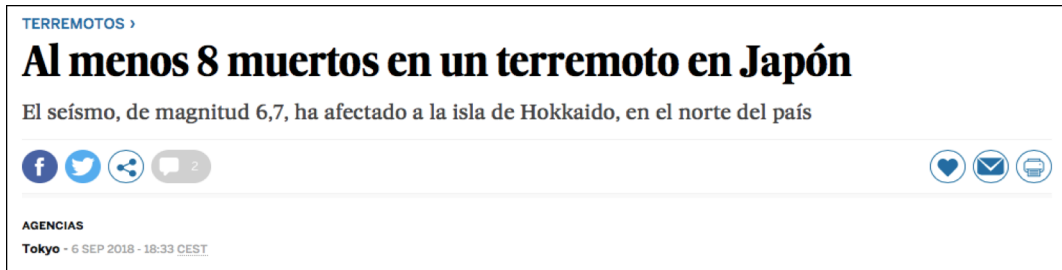 TERREMOTOS ›
Al menos 8 muertos en un terremoto en Japón
El seísmo, de magnitud 6,7, ha afectado a la isla de Hokkaido, en el norte del país
f 2
AGENCIAS
Tokyo - 6 SEP 2018 - 18:33 CEST